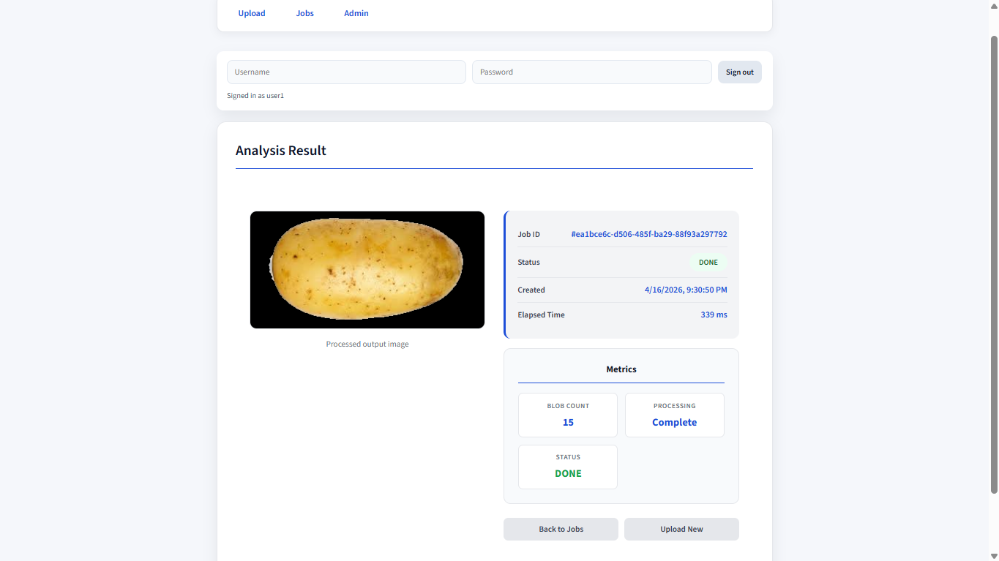 Upload Jobs Admin
Username Password Sign out
Signed in as user1
Analysis Result
Processed output image
Job ID #ea1bce6c-d506-485f-ba29-88f93a297792
Status DONE
Created 4/16/2026, 9:30:50 PM
Elapsed Time 339 ms
Metrics
BLOB COUNT
15
PROCESSING
Complete
STATUS
DONE
Back to Jobs Upload New